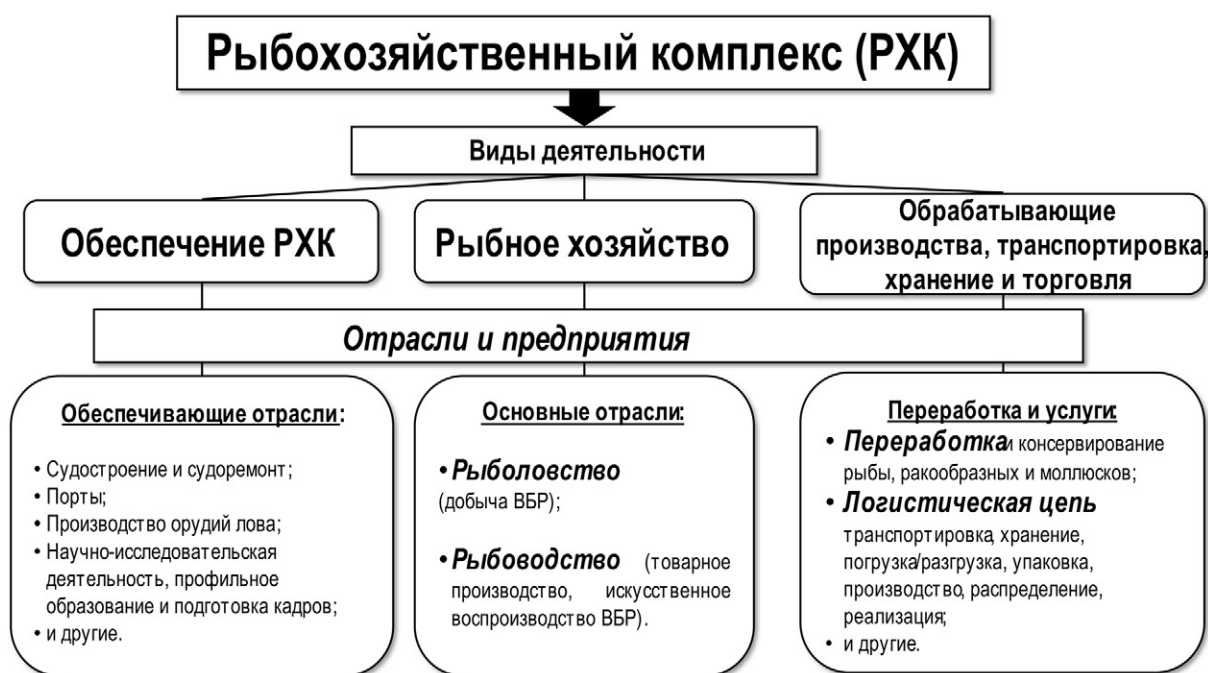 Рыбохозяйственный комплекс (РХК)
Виды деятельности
Обеспечение РХК
Рыбное хозяйство
Обрабатывающие
производства, транспортировка,
хранение и торговля
Отрасли и предприятия
Обеспечивающие отрасли:
• Судостроение и судоремонт;
• Порты;
• Производство орудий лова;
• Научно-исследовательская
деятельность, профильное
образование и подготовка кадров;
• и другие.
Основные отрасли:
• Рыболовство
(добыча ВБР);
• Рыбоводство (товарное
производство, искусственное
воспроизводство ВБР).
Переработка и услуги:
• Переработка и консервирование
рыбы, ракообразных и моллюсков;
• Логистическая цепь
транспортировка, хранение,
погрузка/разгрузка, упаковка,
производство, распределение,
реализация;
• и другие.